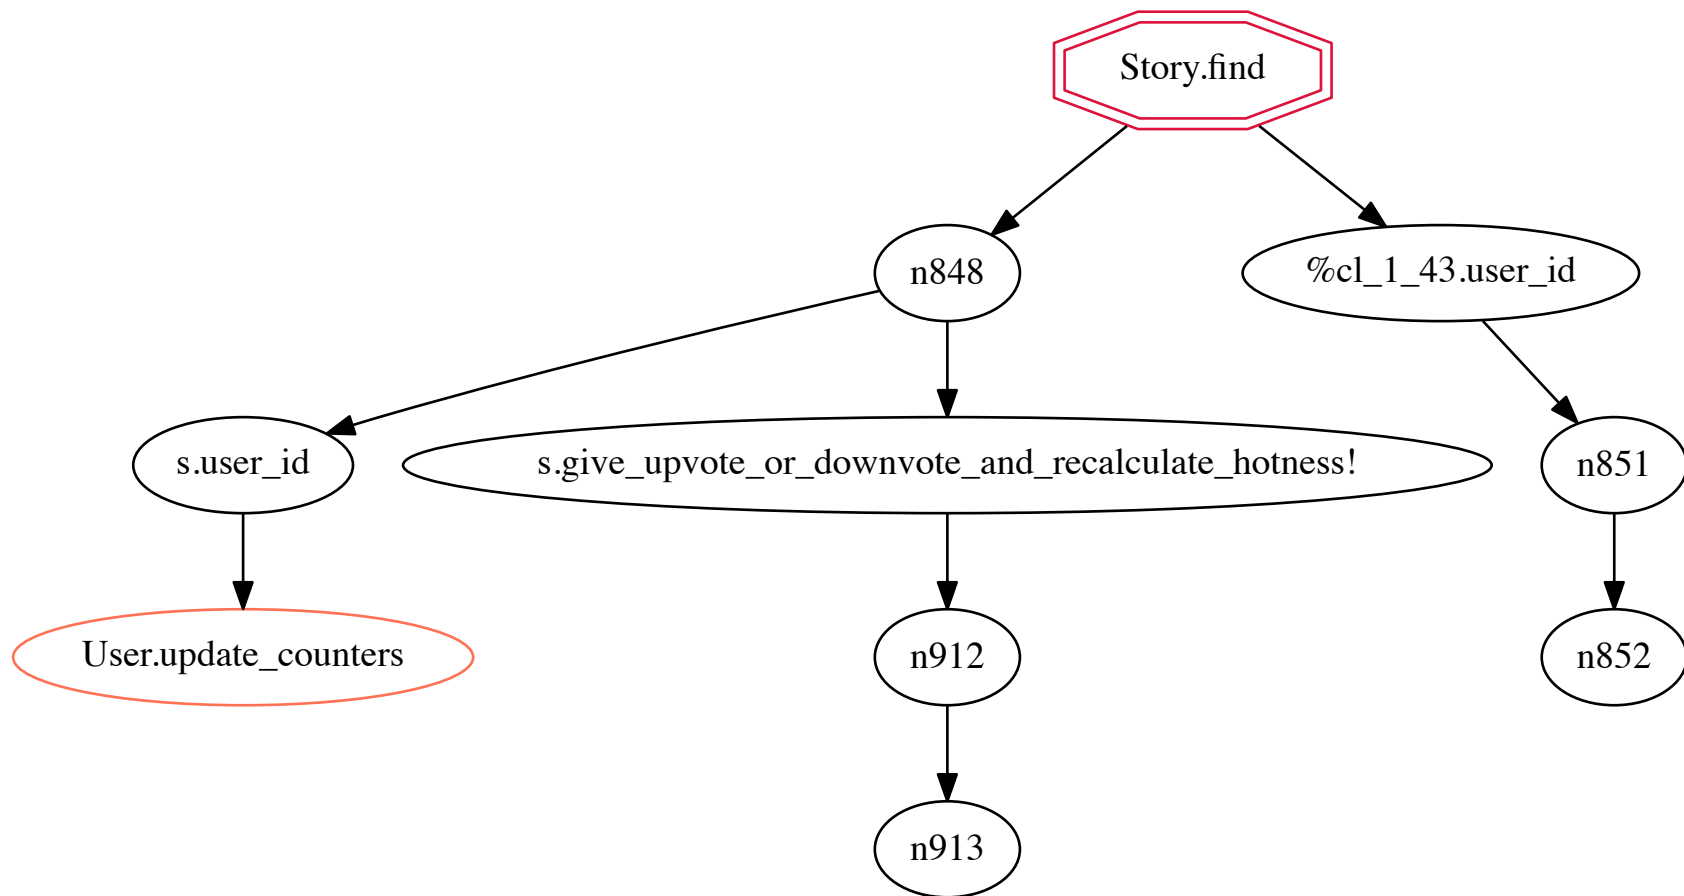 Story.find
n848
%cl_1_43.user_id
s.user_id
s.give_upvote_or_downvote_and_recalculate_hotness!
n851
User.update_counters
n912
n852
n913